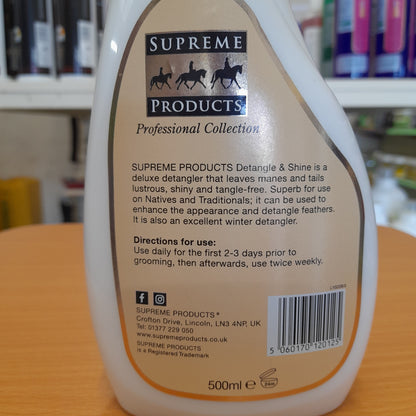 SUPREME
PRODUCTS
Professional Collection
SUPREME PRODUCTS Detangle & Shine is a
deluxe detangler that leaves manes and tails
lustrous, shiny and tangle-free. Superb for use
on Natives and Traditionals; it can be used to
enhance the appearance and detangle feathers.
It is also an excellent winter detangler.
Directions for use:
Use daily for the first 2-3 days prior to
grooming, then afterwards, use twice weekly.
SUPREME PRODUCTS®
Crofton Drive, Lincoln, LN3 4NP, UK
Tel: 01377 229 050
www.supremeproducts.co.uk
SUPREME PRODUCTS
is a Registered Trademark
5 060170 120125
500ml e